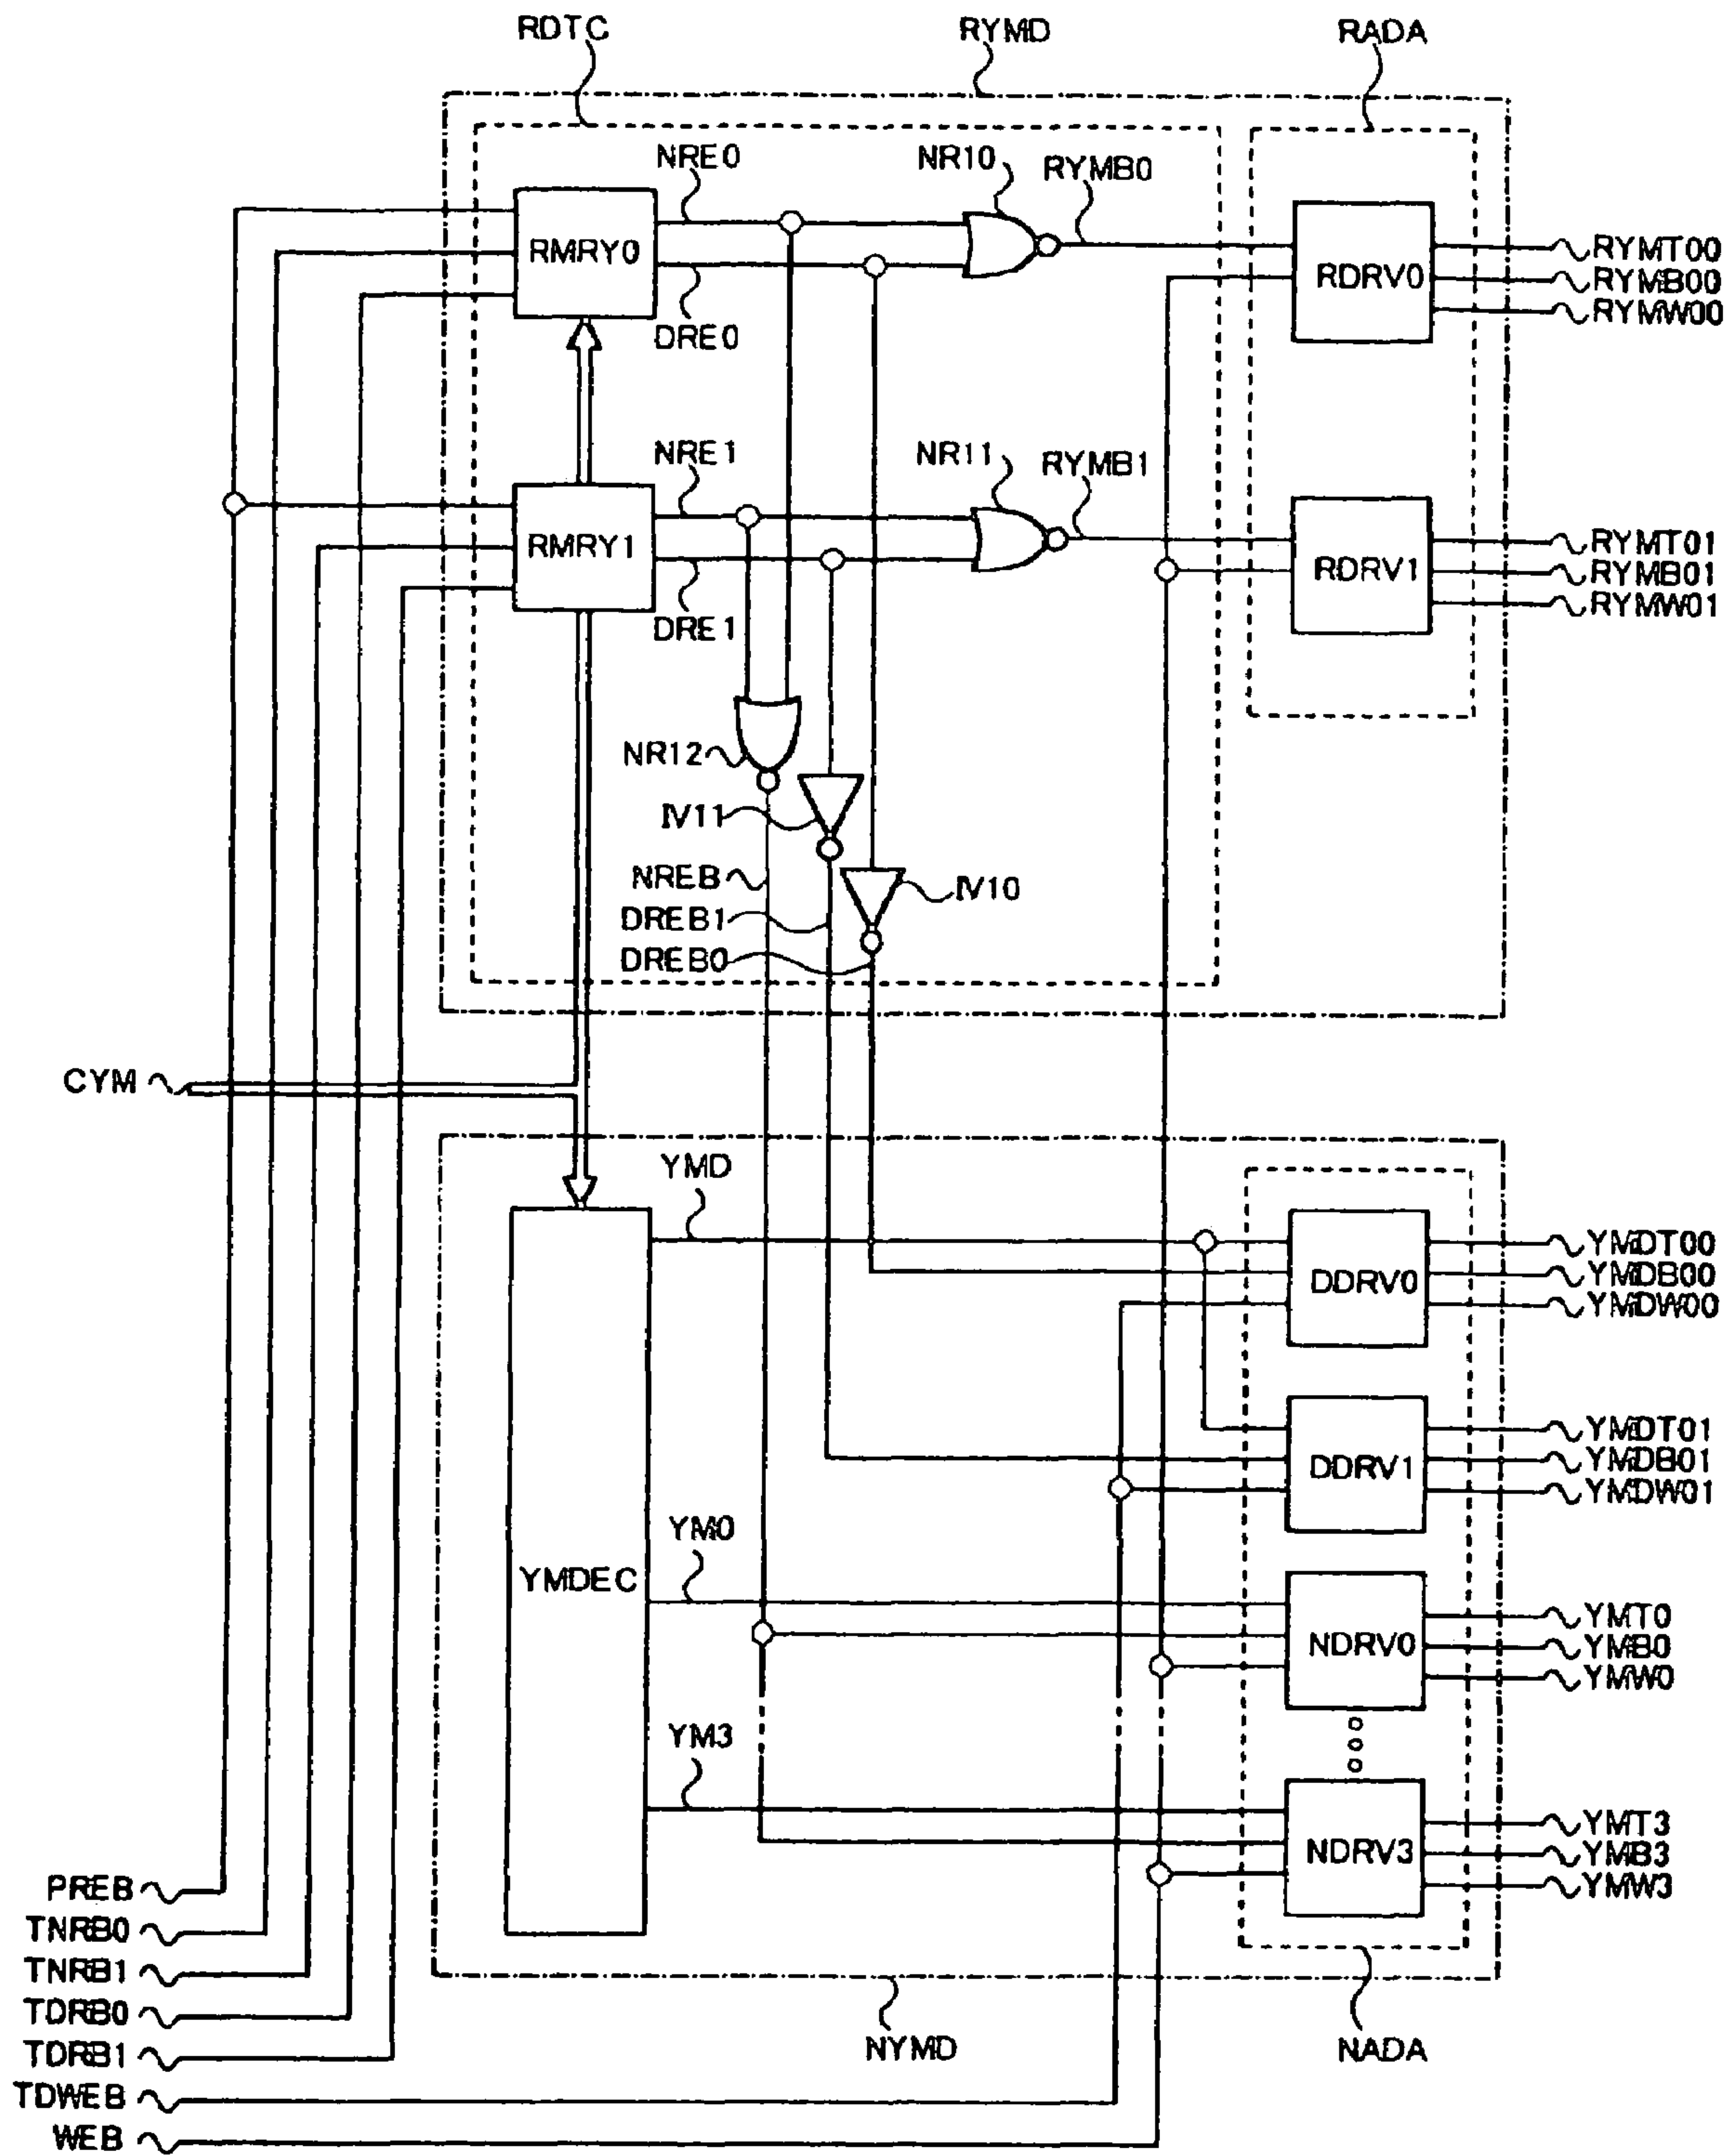 RDTC RYMD RADA
NRE0 NR10 RYMB0
RMRY0 RDRV0 RYMT00
RYMB00
RYMW00
DRE0
NRE1 NR11 RYMB1
RMRY1 RDRV1 RYMT01
RYMB01
RYMW01
DRE1
NR12
IV11
NREB IV10
DREB1
DREB0
CYM
YMD
DDRV0 YMDT00
YMDB00
YMDW00
DDRV1 YMDT01
YMDB01
YMDW01
YM0
YMDEC
NDRV0 YMT0
YMB0
YMW0
YM3
NDRV3 YMT3
YMB3
YMW3
PREB
TNRB0
TNRB1
TDRB0
TDRB1
NYMD NADA
TDWEB
WEB